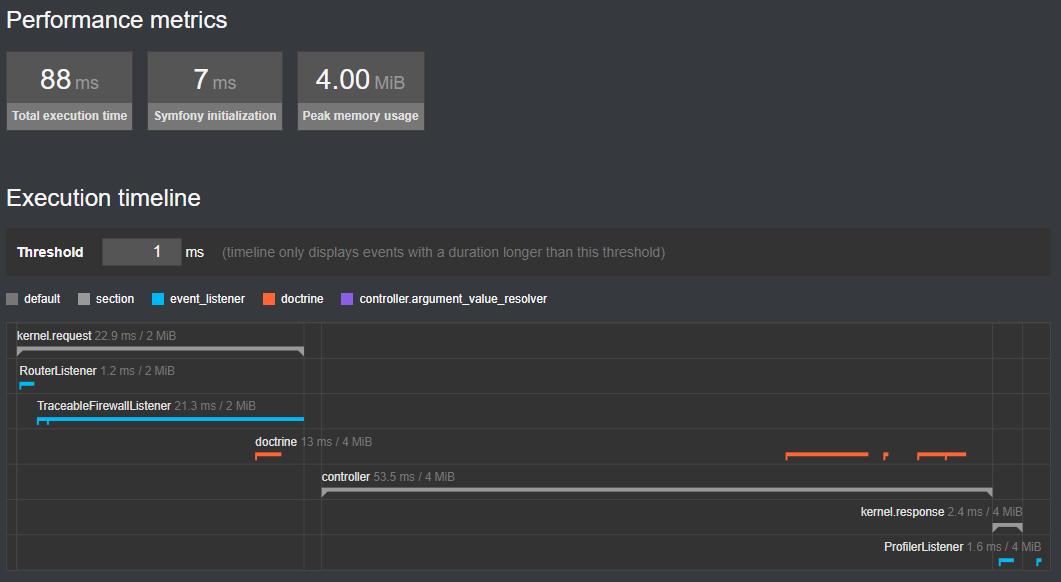 Performance metrics
88 ms 7 ms 4.00 MiB
Total execution time Symfony initialization Peak memory usage
Execution timeline
Threshold 1 ms (timeline only displays events with a duration longer than this threshold)
default section event_listener doctrine controller.argument_value_resolver
kernel.request 22.9 ms / 2 MiB
RouterListener 1.2 ms / 2 MiB
TraceableFirewallListener 21.3 ms / 2 MiB
doctrine 13 ms / 4 MiB
controller 53.5 ms / 4 MiB
kernel.response 2.4 ms / 4 MiB
ProfilerListener 1.6 ms / 4 MiB